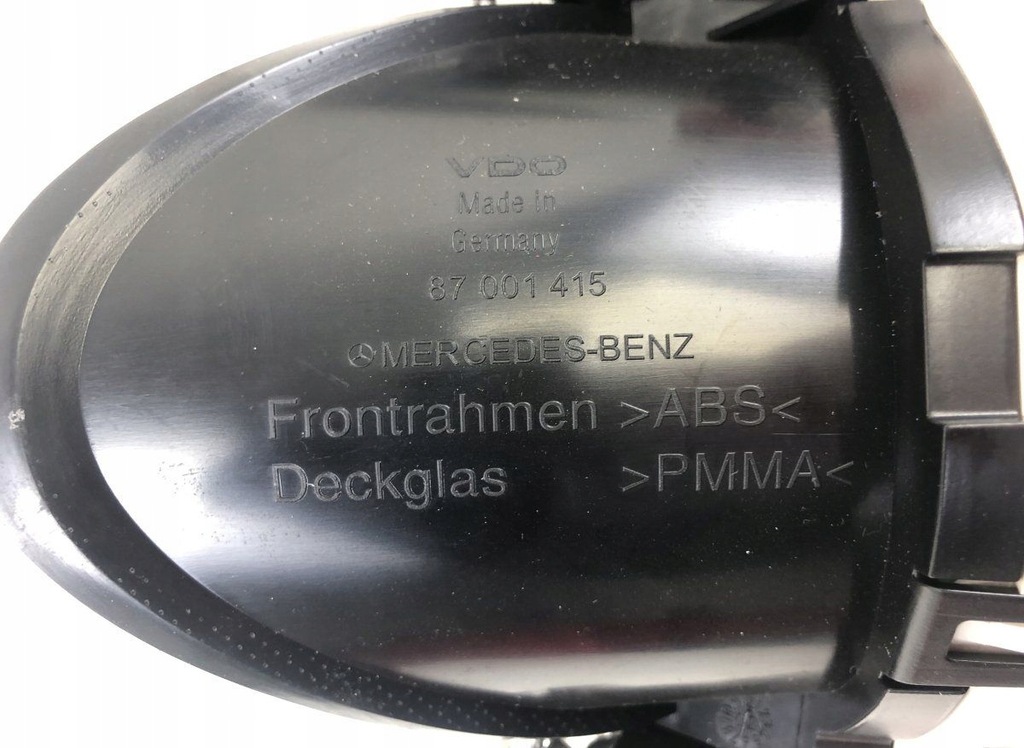 VDO
Made in
Germany
87 001 415
MERCEDES-BENZ
Frontrahmen >ABS<
Deckglas >PMMA<